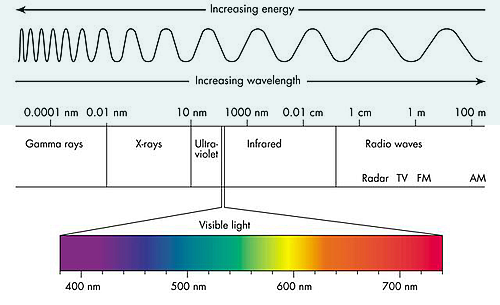 Increasing energy
Increasing wavelength
0.0001 nm 0.01 nm 10 nm 1000 nm 0.01 cm 1 cm 1 m 100 m
Gamma rays X-rays Ultra- Infrared Radio waves
violet
Radar TV FM AM
Visible light
400 nm 500 nm 600 nm 700 nm